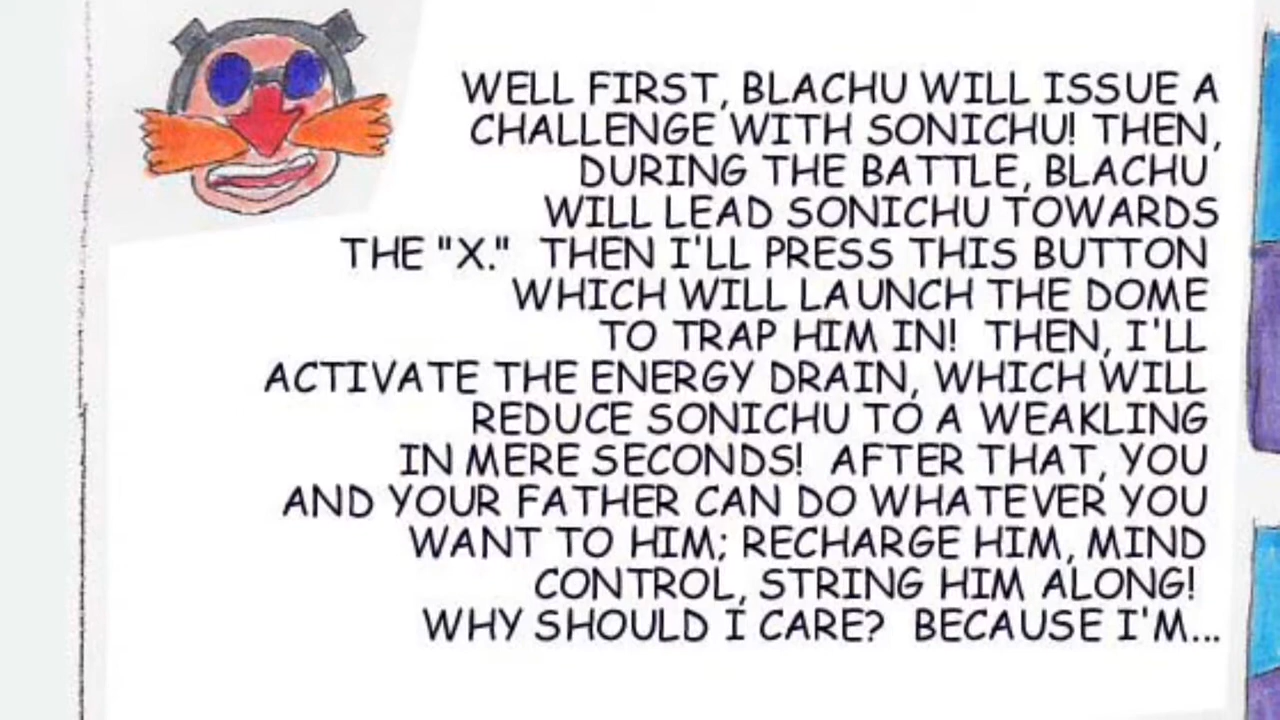 WELL FIRST, BLACHU WILL ISSUE A
CHALLENGE WITH SONICHU! THEN,
DURING THE BATTLE, BLACHU
WILL LEAD SONICHU TOWARDS
THE "X."  THEN I'LL PRESS THIS BUTTON
WHICH WILL LAUNCH THE DOME
TO TRAP HIM IN!  THEN, I'LL
ACTIVATE THE ENERGY DRAIN, WHICH WILL
REDUCE SONICHU TO A WEAKLING
IN MERE SECONDS!  AFTER THAT, YOU
AND YOUR FATHER CAN DO WHATEVER YOU
WANT TO HIM; RECHARGE HIM, MIND
CONTROL, STRING HIM ALONG!
WHY SHOULD I CARE?  BECAUSE I'M...